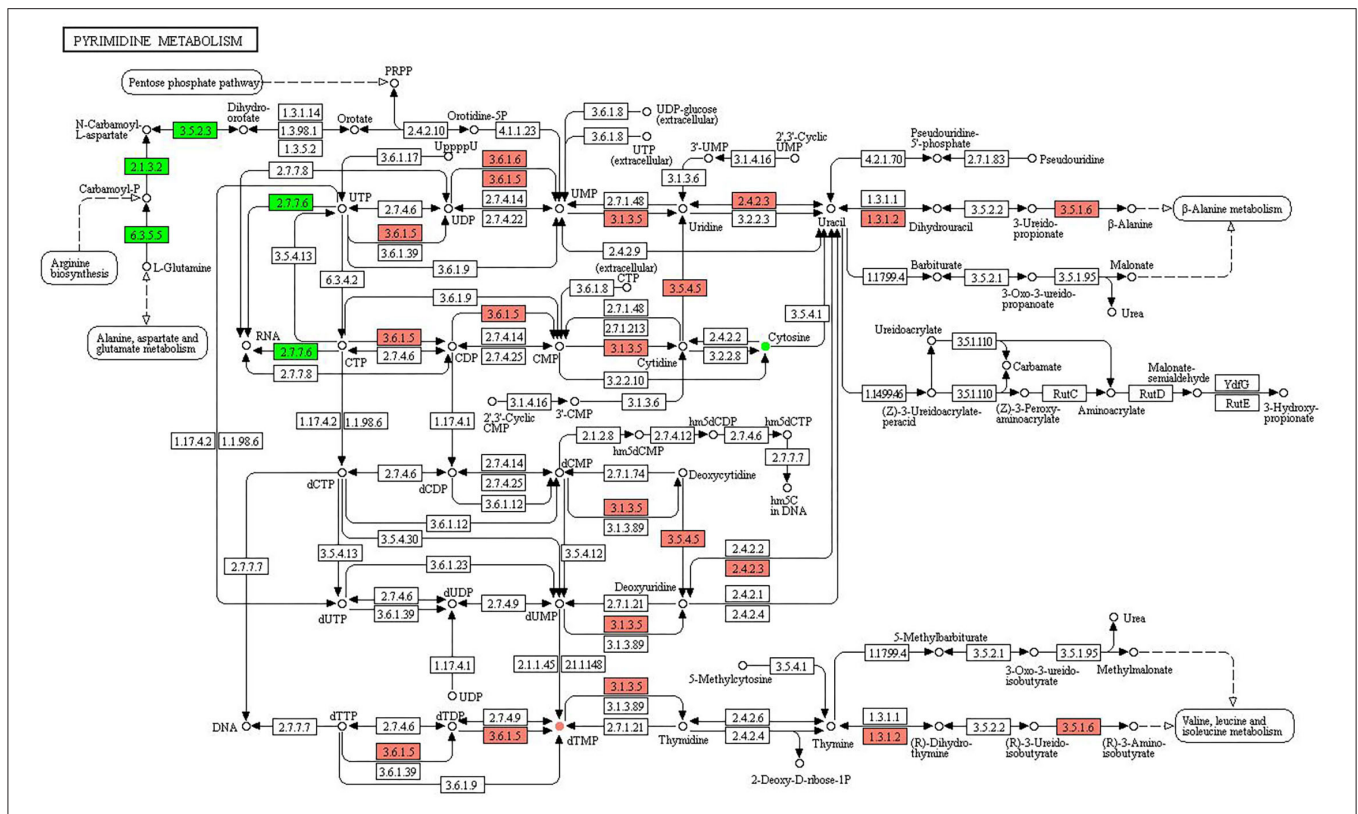 PYRIMIDINE METABOLISM
Pentose phosphate pathway
PRPP
N-Carbamoyl-
L-aspartate
3.5.2.3
Dihydro-
orotate
1.3.1.14
1.3.98.1
1.3.5.2
Orotate
2.4.2.10
Orotidine-5P
4.1.1.23
3.6.1.8
UDP-glucose
(extracellular)
3.6.1.8
UTP
(extracellular)
3'-UMP
3.1.4.16
2',3'-Cyclic
UMP
3.1.3.6
Pseudouridine-
5'-phosphate
4.2.1.70
2.7.1.83
Pseudouridine
2.1.3.2
Carbamoyl-P
6.3.5.5
L-Glutamine
Arginine
biosynthesis
Alanine, aspartate and
glutamate metabolism
3.6.1.17
UppppU
2.7.7.8
3.6.1.6
3.6.1.5
2.7.4.14
2.7.4.22
2.7.7.6
UTP
2.7.4.6
UDP
3.6.1.5
3.6.1.39
3.6.1.9
UMP
2.7.1.48
3.1.3.5
Uridine
2.4.2.3
3.2.2.3
Uracil
2.4.2.9
1.3.1.1
1.3.1.2
Dihydrouracil
3.5.2.2
3-Ureido-
propionate
3.5.1.6
β-Alanine
β-Alanine metabolism
3.5.4.13
6.3.4.2
(extracellular)
CTP
3.6.1.8
3.6.1.9
3.5.4.5
1.17.99.4
Barbiturate
3.5.2.1
3-Oxo-3-ureido-
propanoate
3.5.1.95
Malonate
Urea
RNA
2.7.7.6
2.7.7.8
CTP
3.6.1.5
2.7.4.6
CDP
3.6.1.5
2.7.4.14
2.7.4.25
CMP
2.7.1.48
2.7.1.213
3.1.3.5
Cytidine
2.4.2.2
3.2.2.8
Cytosine
3.5.4.1
3.2.2.10
Ureidoacrylate
3.5.1.110
Carbamate
1.14.99.46
(Z)-3-Ureidoacrylate-
peracid
3.5.1.110
(Z)-3-Peroxy-
aminoacrylate
RutC
Aminoacrylate
RutD
Malonate-
semialdehyde
YdfG
RutE
3-Hydroxy-
propionate
2',3'-Cyclic
CMP
3.1.4.16
3'-CMP
3.1.3.6
1.17.4.2
1.1.98.6
1.17.4.2
1.1.98.6
1.17.4.1
2.1.2.8
hm5dCMP
2.7.4.12
hm5dCDP
2.7.4.6
hm5dCTP
2.7.7.7
hm5C
in DNA
dCTP
2.7.4.6
dCDP
2.7.4.14
2.7.4.25
3.6.1.12
dCMP
2.7.1.74
Deoxycytidine
3.1.3.5
3.1.3.89
3.6.1.12
3.5.4.30
3.5.4.13
3.5.4.12
3.5.4.5
2.7.7.7
3.6.1.23
2.4.2.2
2.4.2.3
dUTP
2.7.4.6
3.6.1.39
dUDP
2.7.4.9
dUMP
2.7.1.21
3.1.3.5
3.1.3.89
Deoxyuridine
2.4.2.1
2.4.2.4
1.17.4.1
UDP
2.1.1.45
2.1.1.148
5-Methylcytosine
3.5.4.1
1.17.99.4
5-Methylbarbiturate
3.5.2.1
3-Oxo-3-ureido-
isobutyrate
3.5.1.95
Urea
Methylmalonate
DNA
2.7.7.7
dTTP
2.7.4.6
3.6.1.5
3.6.1.39
3.6.1.9
dTDP
2.7.4.9
3.6.1.5
dTMP
3.1.3.5
3.1.3.89
2.7.1.21
Thymidine
2.4.2.6
2.4.2.4
2-Deoxy-D-ribose-1P
Thymine
1.3.1.1
1.3.1.2
(R)-Dihydro-
thymine
3.5.2.2
(R)-3-Ureido-
isobutyrate
3.5.1.6
(R)-3-Amino-
isobutyrate
Valine, leucine and
isoleucine metabolism